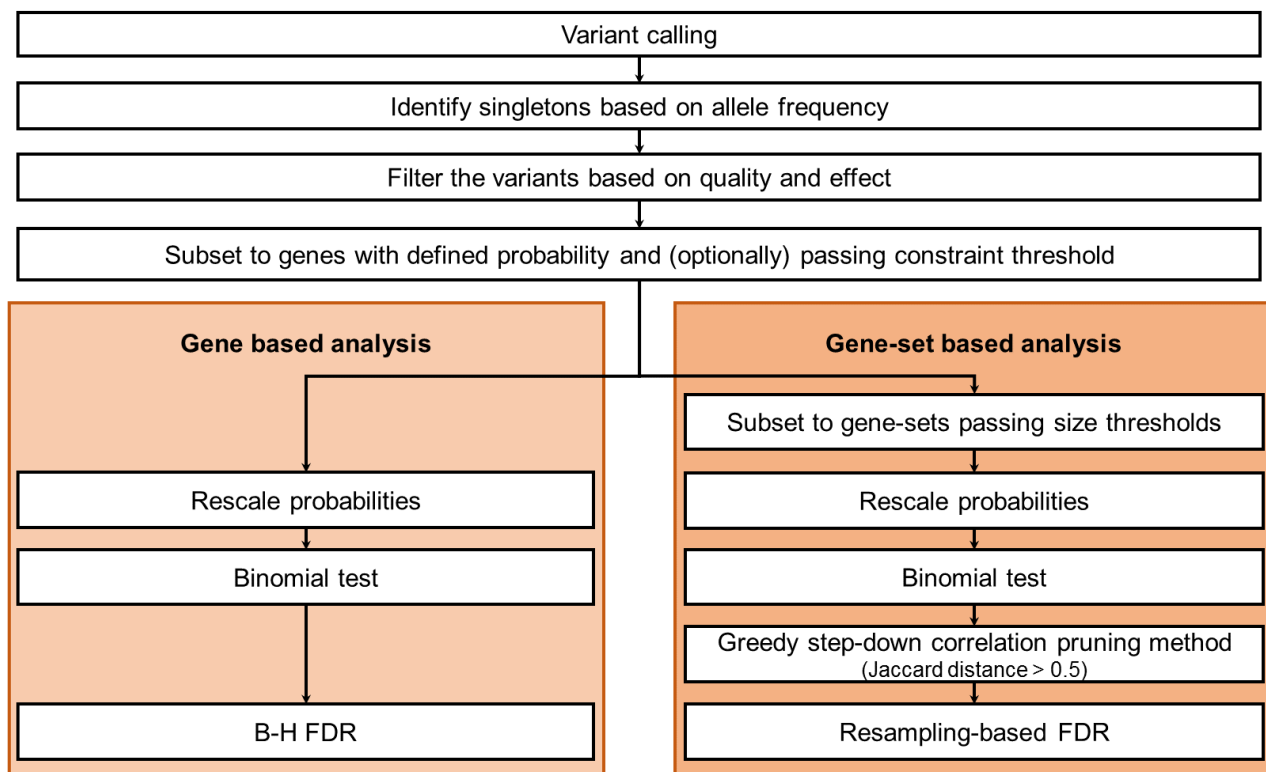 Variant calling
Identify singletons based on allele frequency
Filter the variants based on quality and effect
Subset to genes with defined probability and (optionally) passing constraint threshold
Gene based analysis
Rescale probabilities
Binomial test
B-H FDR
Gene-set based analysis
Subset to gene-sets passing size thresholds
Rescale probabilities
Binomial test
Greedy step-down correlation pruning method
(Jaccard distance > 0.5)
Resampling-based FDR